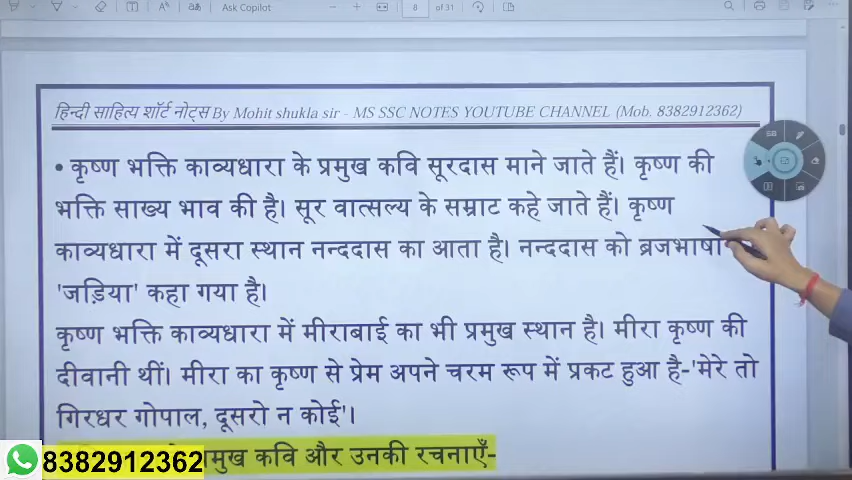 Ask Copilot
8 of 31
हिन्दी साहित्य शॉर्ट नोट्स By Mohit shukla sir - MS SSC NOTES YOUTUBE CHANNEL (Mob. 8382912362)
• कृष्ण भक्ति काव्यधारा के प्रमुख कवि सूरदास माने जाते हैं। कृष्ण की
भक्ति साख्य भाव की है। सूर वात्सल्य के सम्राट कहे जाते हैं। कृष्ण
काव्यधारा में दूसरा स्थान नन्ददास का आता है। नन्ददास को ब्रजभाषा
'जड़िया' कहा गया है।
कृष्ण भक्ति काव्यधारा में मीराबाई का भी प्रमुख स्थान है। मीरा कृष्ण की
दीवानी थीं। मीरा का कृष्ण से प्रेम अपने चरम रूप में प्रकट हुआ है-'मेरे तो
गिरधर गोपाल, दूसरो न कोई'।
कवि और उनकी रचनाएँ-
8382912362